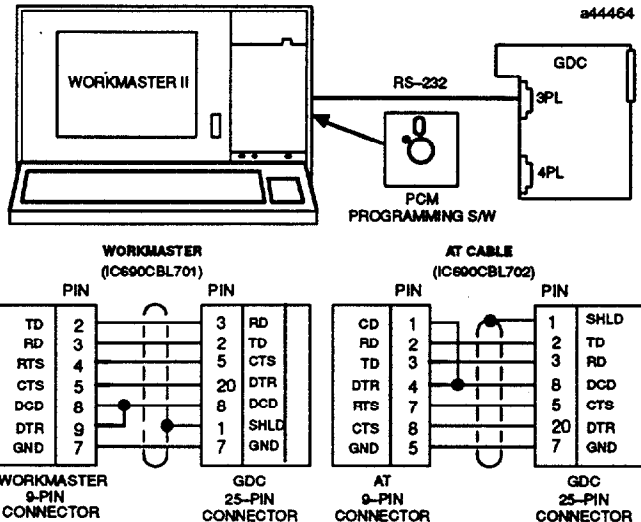 a44464
WORKMASTER II
RS-232
GDC
3PL
4PL
PCM
PROGRAMMING S/W
WORKMASTER
(IC690CBL701)
PIN PIN
TD 2 3 RD
RD 3 2 TD
RTS 4 5 CTS
CTS 5 20 DTR
DCD 8 8 DCD
DTR 9 1 SHLD
GND 7 7 GND
WORKMASTER
9-PIN
CONNECTOR
GDC
25-PIN
CONNECTOR
AT CABLE
(IC690CBL702)
PIN PIN
CD 1 1 SHLD
RD 2 2 TD
TD 3 3 RD
DTR 4 8 DCD
RTS 7 5 CTS
CTS 8 20 DTR
GND 5 7 GND
AT
9-PIN
CONNECTOR
GDC
25-PIN
CONNECTOR